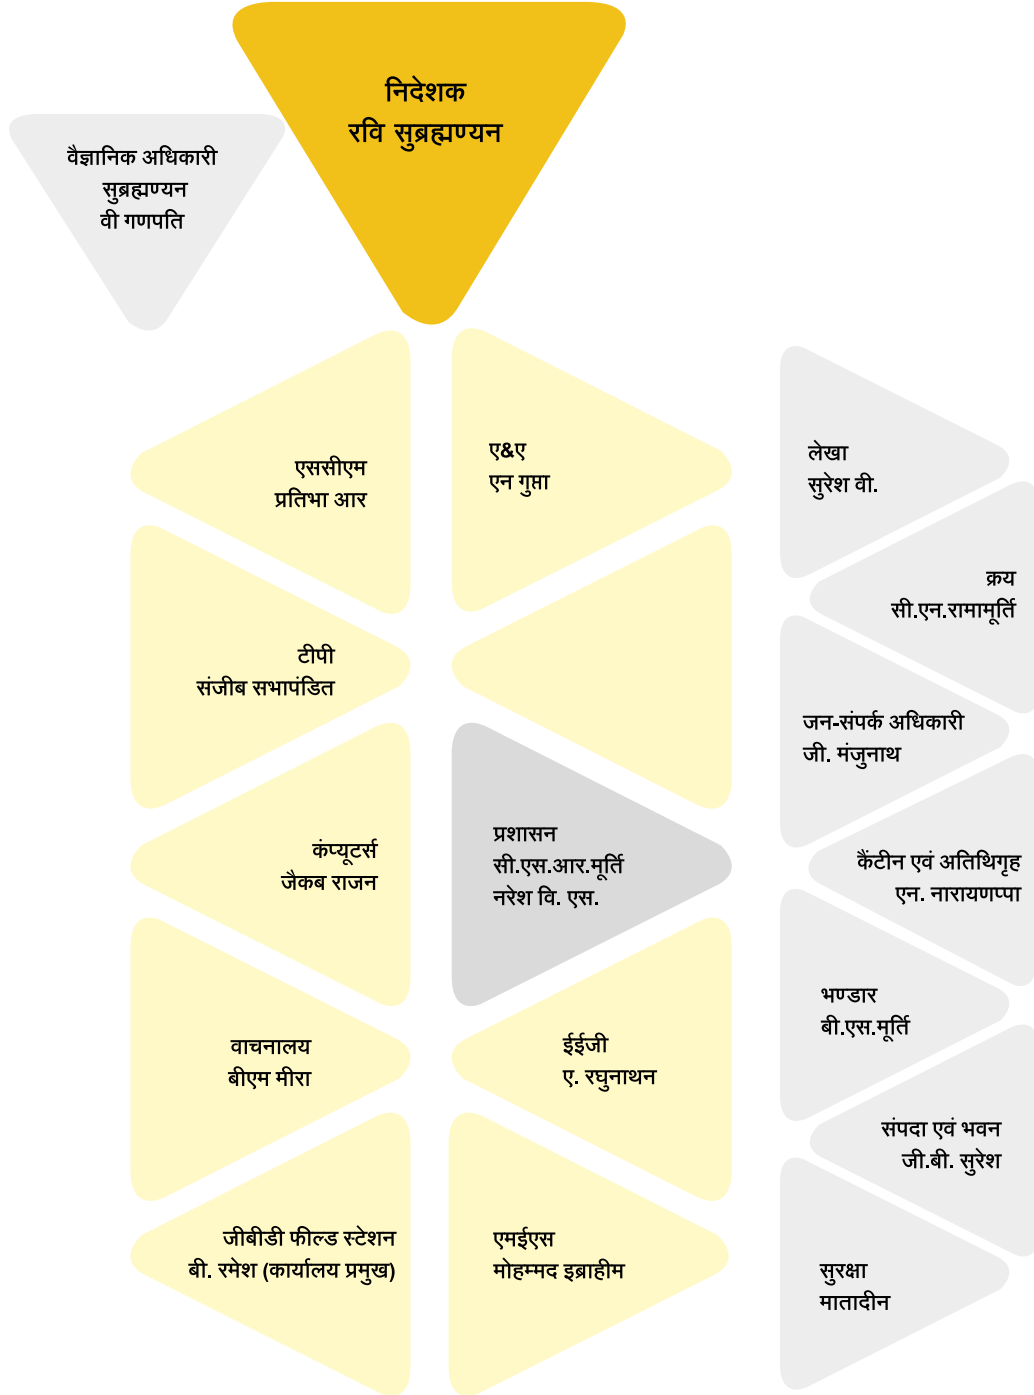 निदेशक
रवि सुब्रह्मण्यन
वैज्ञानिक अधिकारी
सुब्रह्मण्यन
वी गणपति
एससीएम
प्रतिभा आर
ए&ए
एन गुप्ता
लेखा
सुरेश वी.
क्रय
सी.एन.रामामूर्ति
टीपी
संजीब सभापंडित
जन-संपर्क अधिकारी
जी. मंजुनाथ
कंप्यूटर्स
जैकब राजन
प्रशासन
सी.एस.आर.मूर्ति
नरेश वि. एस.
कैंटीन एवं अतिथिगृह
एन. नारायणप्पा
भण्डार
बी.एस.मूर्ति
वाचनालय
बीएम मीरा
ईईजी
ए. रघुनाथन
संपदा एवं भवन
जी.बी. सुरेश
जीबीडी फील्ड स्टेशन
बी. रमेश (कार्यालय प्रमुख)
एमईएस
मोहम्मद इब्राहीम
सुरक्षा
मातादीन